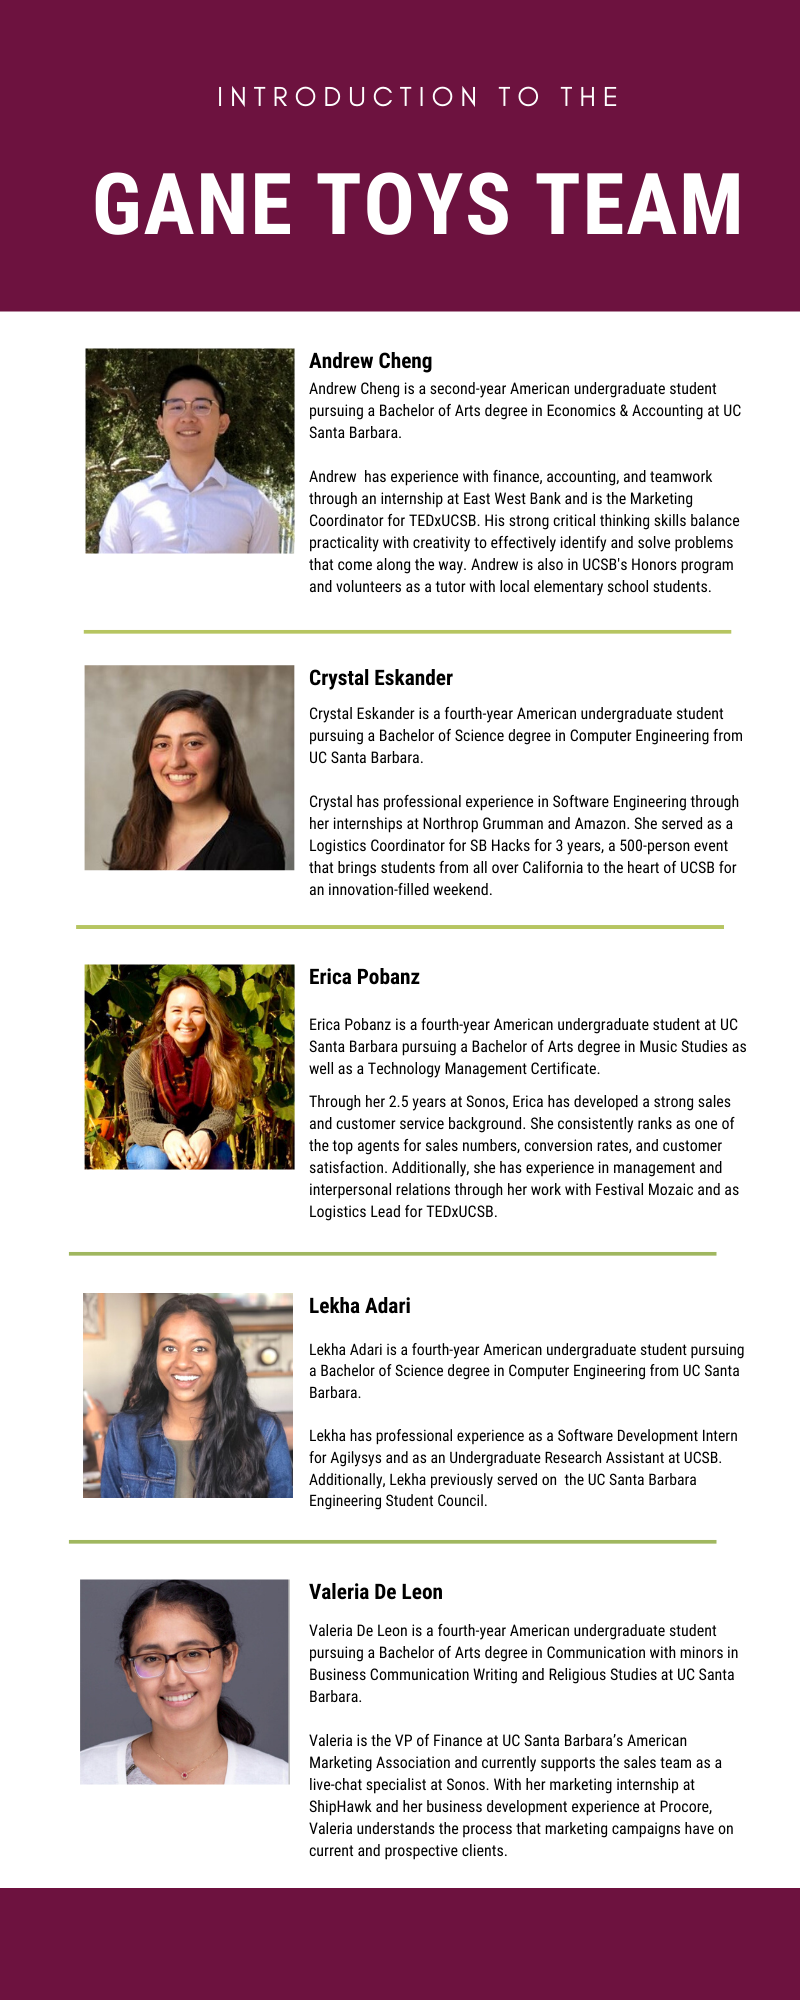 INTRODUCTION TO THE
GANE TOYS TEAM
Andrew Cheng
Andrew Cheng is a second-year American undergraduate student
pursuing a Bachelor of Arts degree in Economics & Accounting at UC
Santa Barbara.
Andrew  has experience with finance, accounting, and teamwork
through an internship at East West Bank and is the Marketing
Coordinator for TEDxUCSB. His strong critical thinking skills balance
practicality with creativity to effectively identify and solve problems
that come along the way. Andrew is also in UCSB's Honors program
and volunteers as a tutor with local elementary school students.
Crystal Eskander
Crystal Eskander is a fourth-year American undergraduate student
pursuing a Bachelor of Science degree in Computer Engineering from
UC Santa Barbara.
Crystal has professional experience in Software Engineering through
her internships at Northrop Grumman and Amazon. She served as a
Logistics Coordinator for SB Hacks for 3 years, a 500-person event
that brings students from all over California to the heart of UCSB for
an innovation-filled weekend.
Erica Pobanz
Erica Pobanz is a fourth-year American undergraduate student at UC
Santa Barbara pursuing a Bachelor of Arts degree in Music Studies as
well as a Technology Management Certificate.
Through her 2.5 years at Sonos, Erica has developed a strong sales
and customer service background. She consistently ranks as one of
the top agents for sales numbers, conversion rates, and customer
satisfaction. Additionally, she has experience in management and
interpersonal relations through her work with Festival Mozaic and as
Logistics Lead for TEDxUCSB.
Lekha Adari
Lekha Adari is a fourth-year American undergraduate student pursuing
a Bachelor of Science degree in Computer Engineering from UC Santa
Barbara.
Lekha has professional experience as a Software Development Intern
for Agilysys and as an Undergraduate Research Assistant at UCSB.
Additionally, Lekha previously served on  the UC Santa Barbara
Engineering Student Council.
Valeria De Leon
Valeria De Leon is a fourth-year American undergraduate student
pursuing a Bachelor of Arts degree in Communication with minors in
Business Communication Writing and Religious Studies at UC Santa
Barbara.
Valeria is the VP of Finance at UC Santa Barbara’s American
Marketing Association and currently supports the sales team as a
live-chat specialist at Sonos. With her marketing internship at
ShipHawk and her business development experience at Procore,
Valeria understands the process that marketing campaigns have on
current and prospective clients.